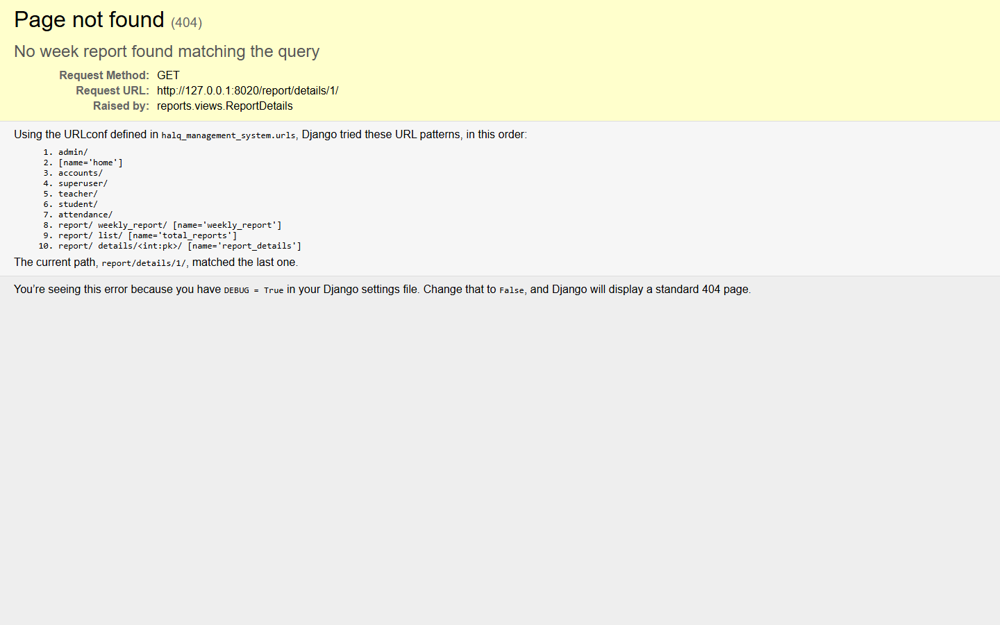 Page not found (404)
No week report found matching the query
Request Method: GET
Request URL: http://127.0.0.1:8020/report/details/1/
Raised by: reports.views.ReportDetails
Using the URLconf defined in halq_management_system.urls, Django tried these URL patterns, in this order:
1. admin/
2. [name='home']
3. accounts/
4. superuser/
5. teacher/
6. student/
7. attendance/
8. report/ weekly_report/ [name='weekly_report']
9. report/ list/ [name='total_reports']
10. report/ details/<int:pk>/ [name='report_details']
The current path, report/details/1/, matched the last one.
You’re seeing this error because you have DEBUG = True in your Django settings file. Change that to False, and Django will display a standard 404 page.